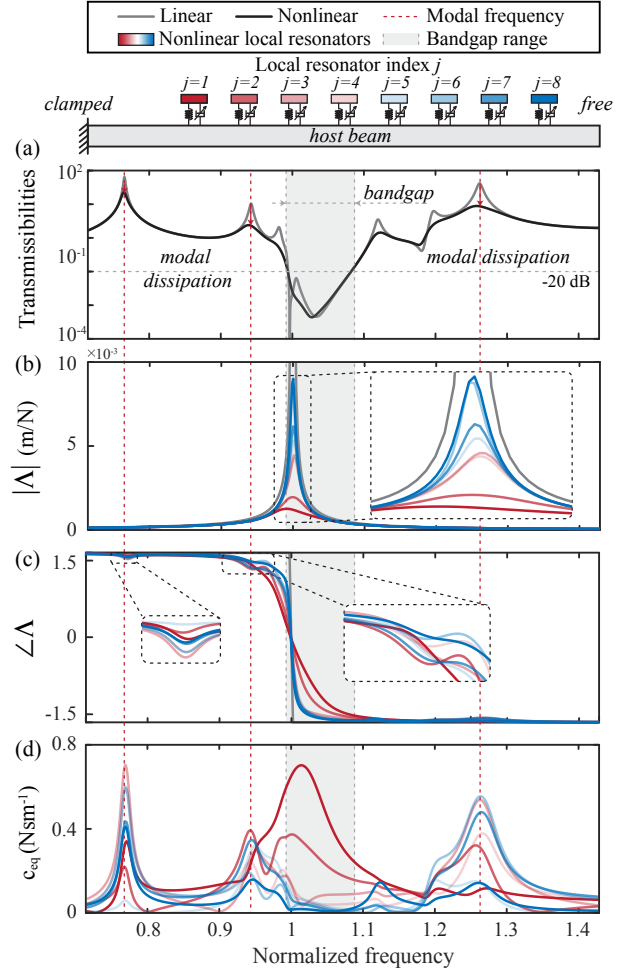 Linear Nonlinear Modal frequency
Nonlinear local resonators Bandgap range
Local resonator index j
j=1 j=2 j=3 j=4 j=5 j=6 j=7 j=8
clamped free
host beam
(a)
10²
bandgap
10⁻¹
modal dissipation
modal dissipation
-20 dB
10⁻⁴
Transmissibilities
(b)
×10⁻³
10
5
0
|Λ| (m/N)
(c)
1.5
0
-1.5
∠Λ
(d)
0.8
0.4
0
c_eq (Nsm⁻¹)
0.8 0.9 1 1.1 1.2 1.3 1.4
Normalized frequency